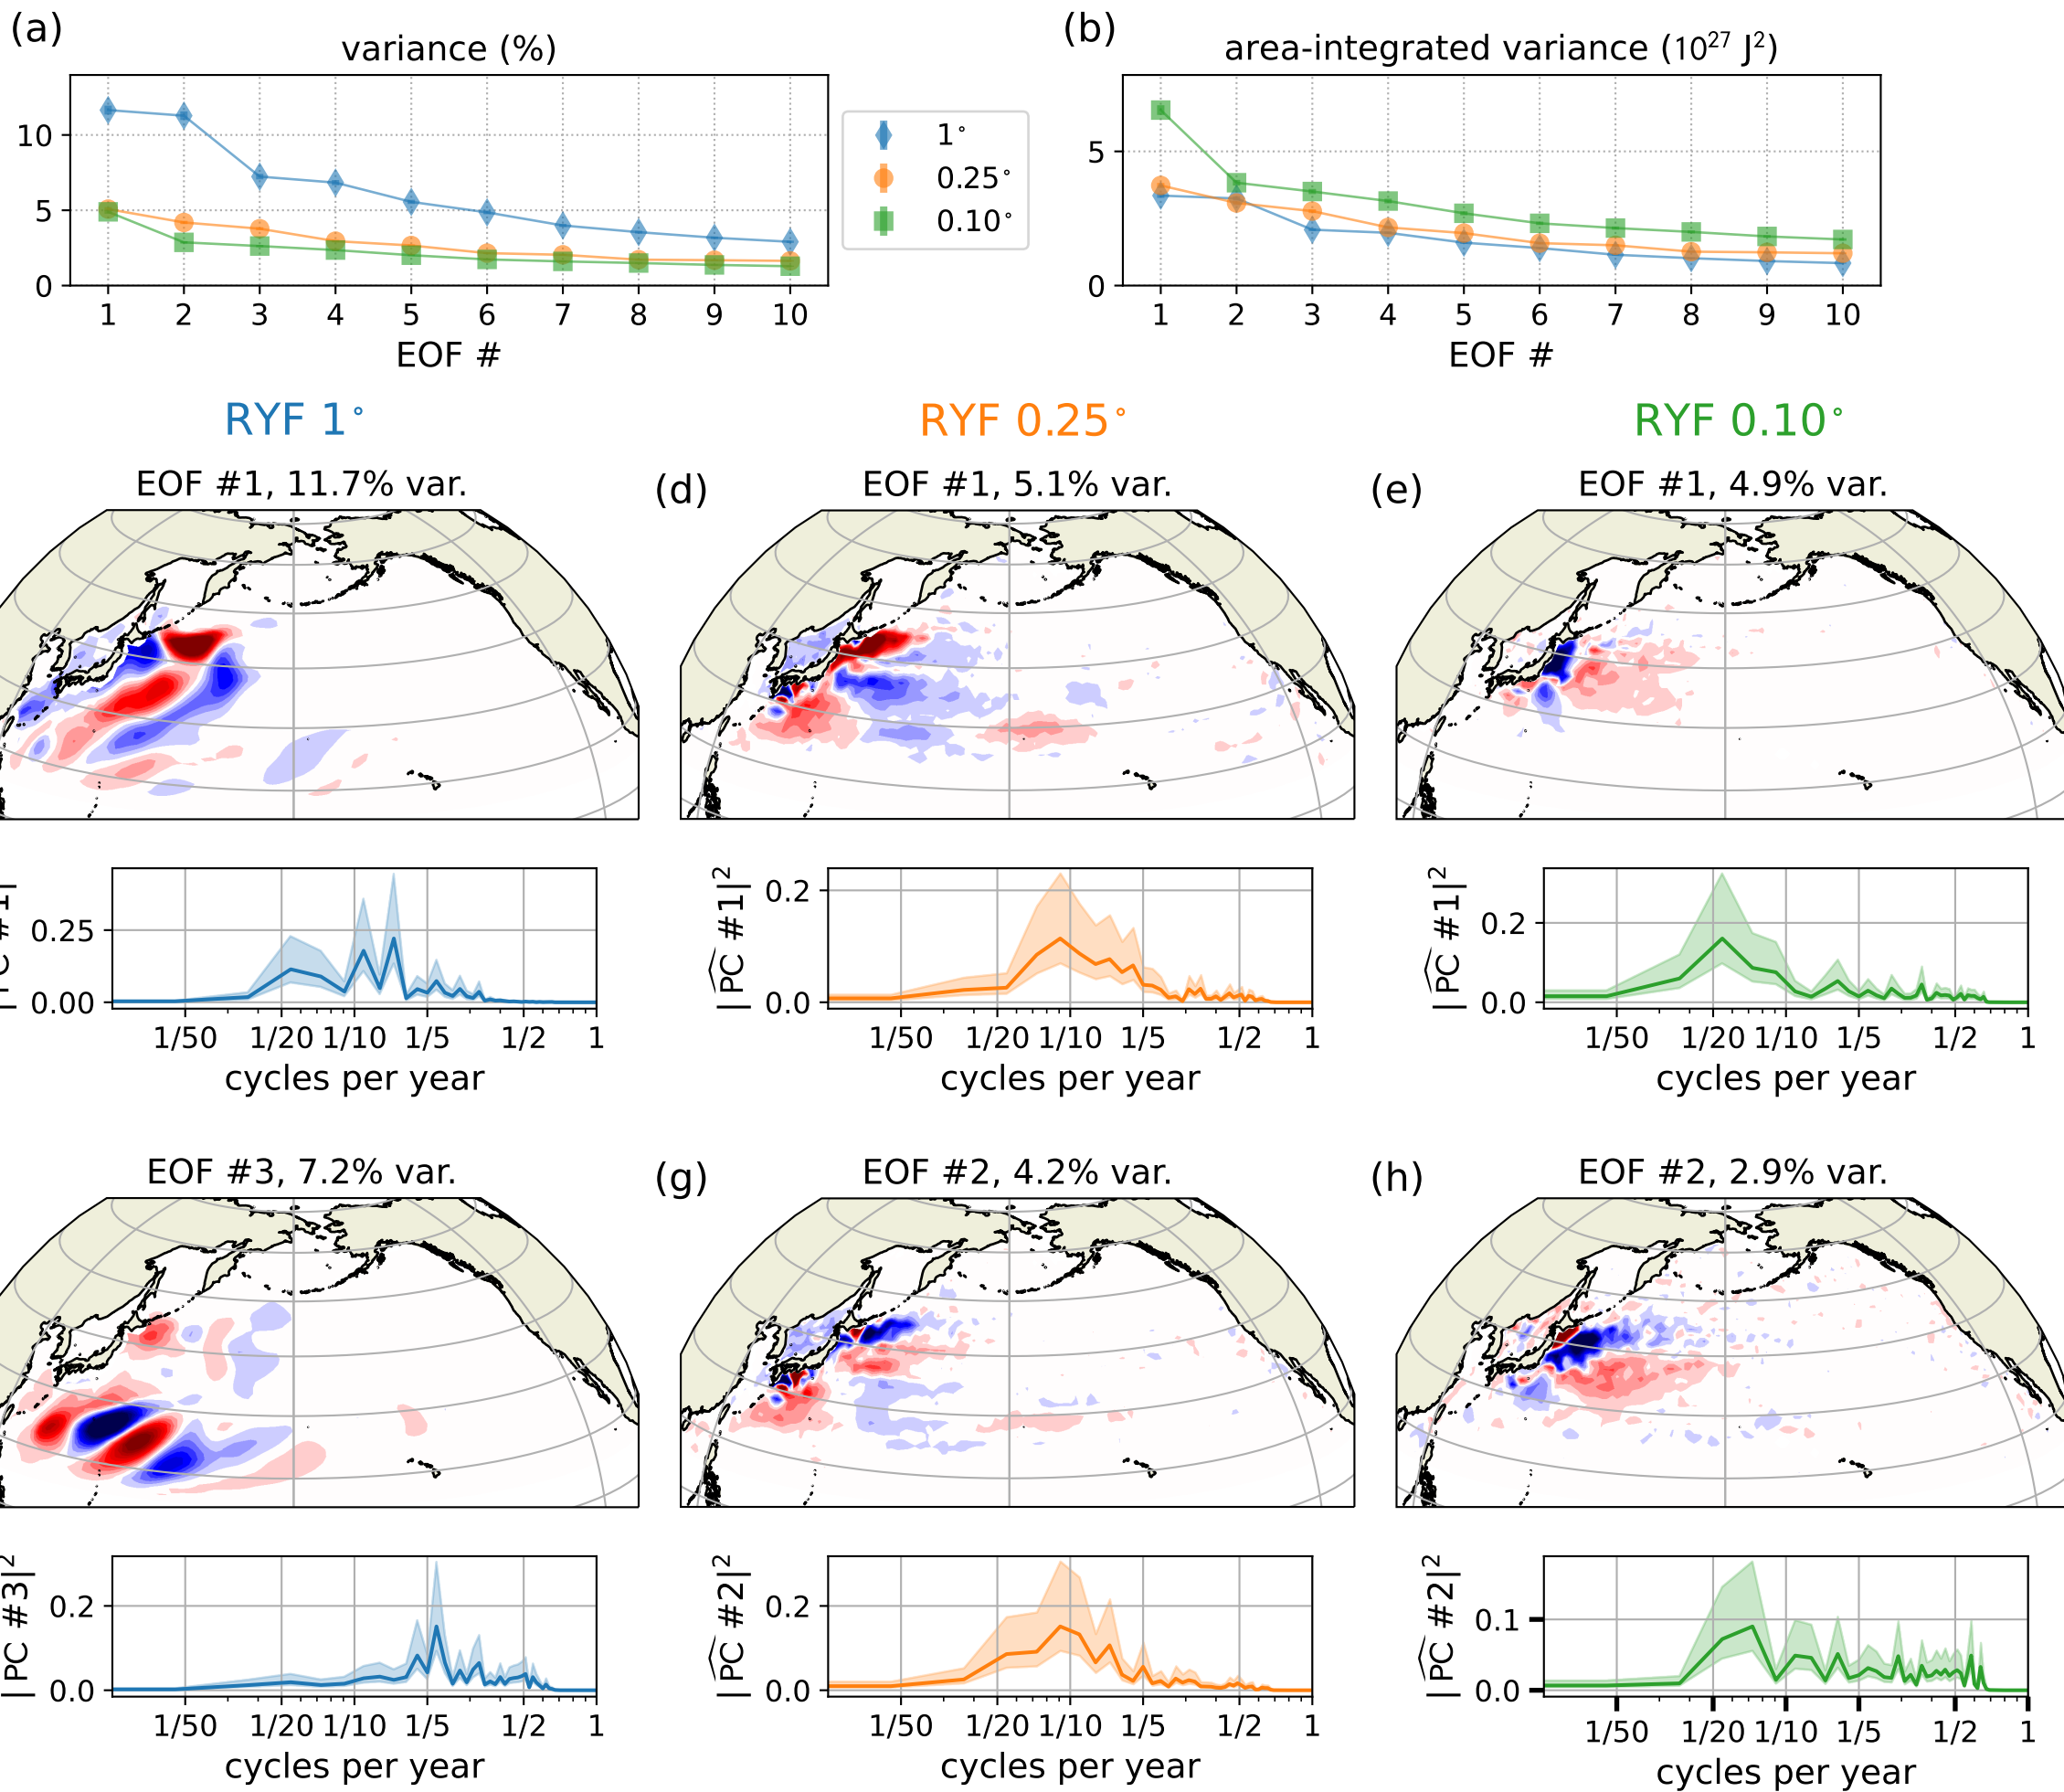 (a)
variance (%)
10
5
0
1 2 3 4 5 6 7 8 9 10
EOF #
1°
0.25°
0.10°
(b)
area-integrated variance (10²⁷ J²)
5
0
1 2 3 4 5 6 7 8 9 10
EOF #
RYF 1°
RYF 0.25°
RYF 0.10°
EOF #1, 11.7% var.
(d)
EOF #1, 5.1% var.
(e)
EOF #1, 4.9% var.
0.25
0.00
1/50 1/20 1/10 1/5 1/2 1
cycles per year
|PC #1|²
0.2
0.0
1/50 1/20 1/10 1/5 1/2 1
cycles per year
|PC #1|²
0.2
0.0
1/50 1/20 1/10 1/5 1/2 1
cycles per year
EOF #3, 7.2% var.
(g)
EOF #2, 4.2% var.
(h)
EOF #2, 2.9% var.
|PC #3|²
0.2
0.0
1/50 1/20 1/10 1/5 1/2 1
cycles per year
|PC #2|²
0.2
0.0
1/50 1/20 1/10 1/5 1/2 1
cycles per year
|PC #2|²
0.1
0.0
1/50 1/20 1/10 1/5 1/2 1
cycles per year